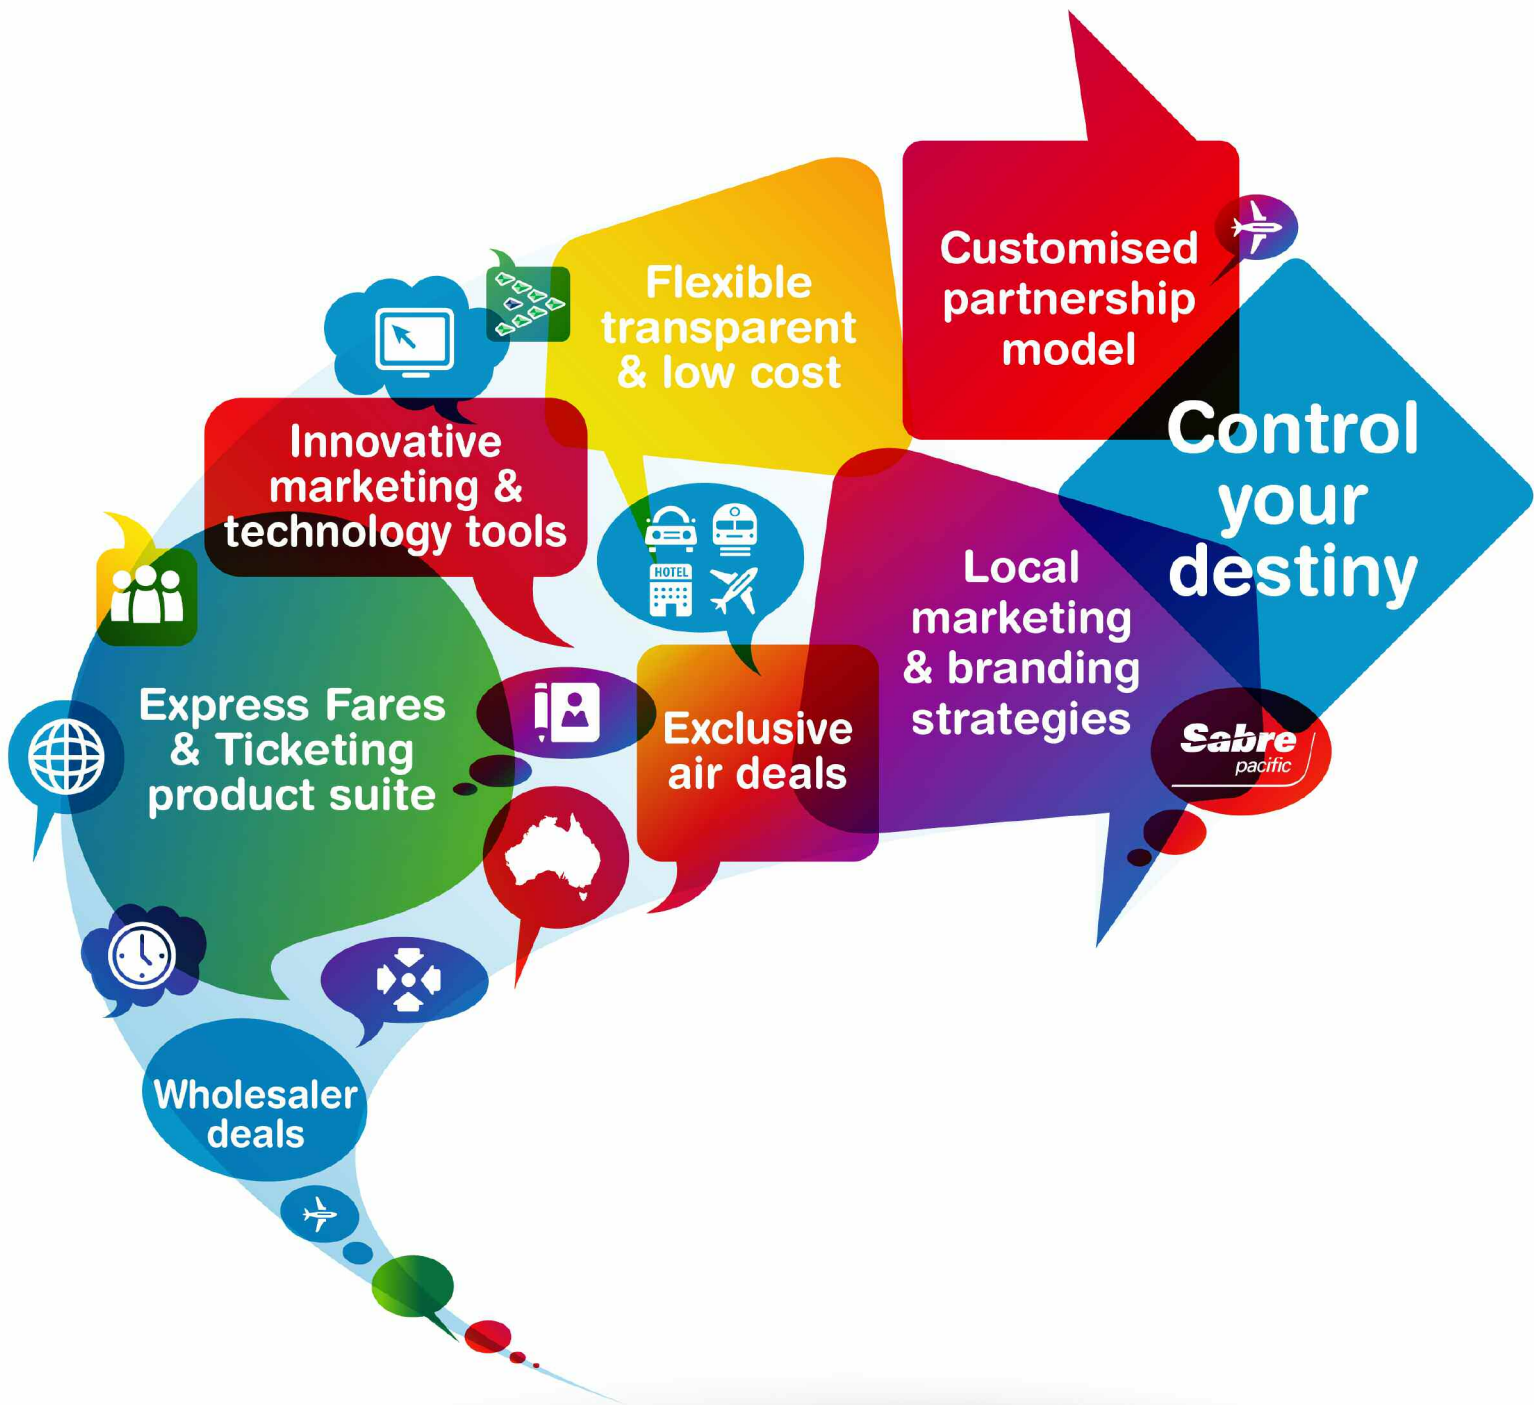 Customised
partnership
model
Flexible
transparent
& low cost
Control
your
destiny
Innovative
marketing &
technology tools
HOTEL
Local
marketing
& branding
strategies
Express Fares
& Ticketing
product suite
Exclusive
air deals
Sabre
pacific
Wholesaler
deals